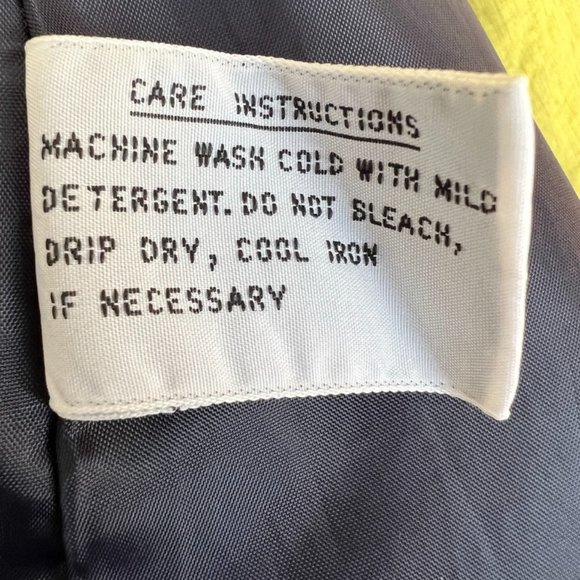 CARE INSTRUCTIONS
MACHINE WASH COLD WITH MILD
DETERGENT. DO NOT BLEACH,
DRIP DRY, COOL IRON
IF NECESSARY